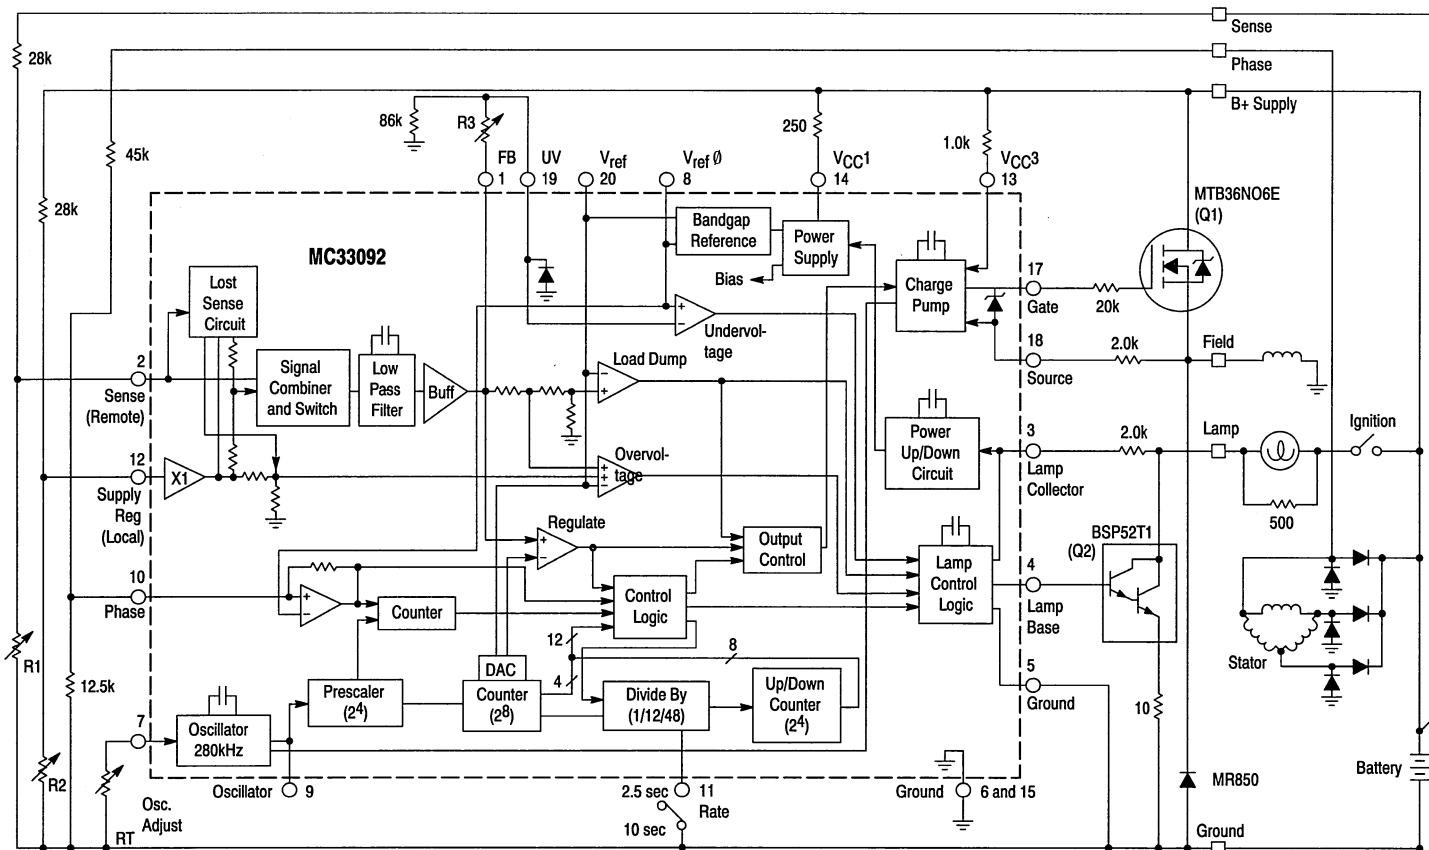 Sense
Phase
B+ Supply
28k
45k
28k
86k
R3
250
1.0k
FB
1
UV
19
Vref
20
Vref Ø
8
VCC1
14
VCC3
13
MTB36NO6E
(Q1)
MC33092
Bandgap
Reference
Power
Supply
Bias
Lost
Sense
Circuit
Charge
Pump
17
Gate
20k
18
Source
2.0k
Field
Undervol-
tage
Load Dump
2
Sense
(Remote)
Signal
Combiner
and Switch
Low
Pass
Filter
Buff
Power
Up/Down
Circuit
3
Lamp
Collector
2.0k
Lamp
Ignition
500
12
Supply
Reg
(Local)
X1
Overvol-
tage
Regulate
Output
Control
Lamp
Control
Logic
4
Lamp
Base
BSP52T1
(Q2)
10
Phase
Counter
Control
Logic
12
8
4
5
Ground
Stator
10
R1
12.5k
DAC
Counter
(2⁸)
Prescaler
(2⁴)
Divide By
(1/12/48)
Up/Down
Counter
(2⁴)
7
Oscillator
280kHz
R2
RT
Osc.
Adjust
Oscillator
9
2.5 sec
10 sec
11
Rate
Ground
6 and 15
MR850
Battery
Ground